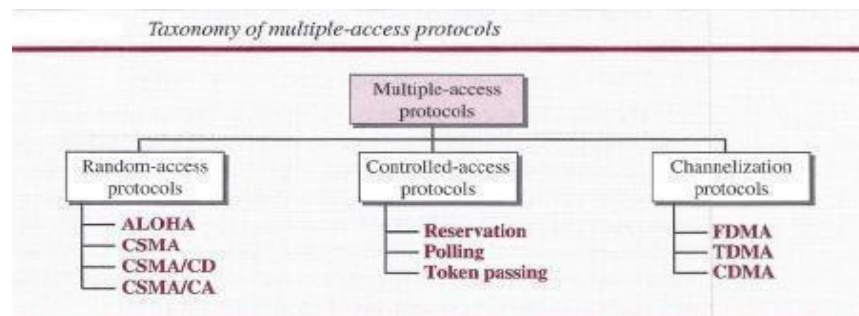 Taxonomy of multiple-access protocols
Multiple-access
protocols
Random-access
protocols
ALOHA
CSMA
CSMA/CD
CSMA/CA
Controlled-access
protocols
Reservation
Polling
Token passing
Channelization
protocols
FDMA
TDMA
CDMA